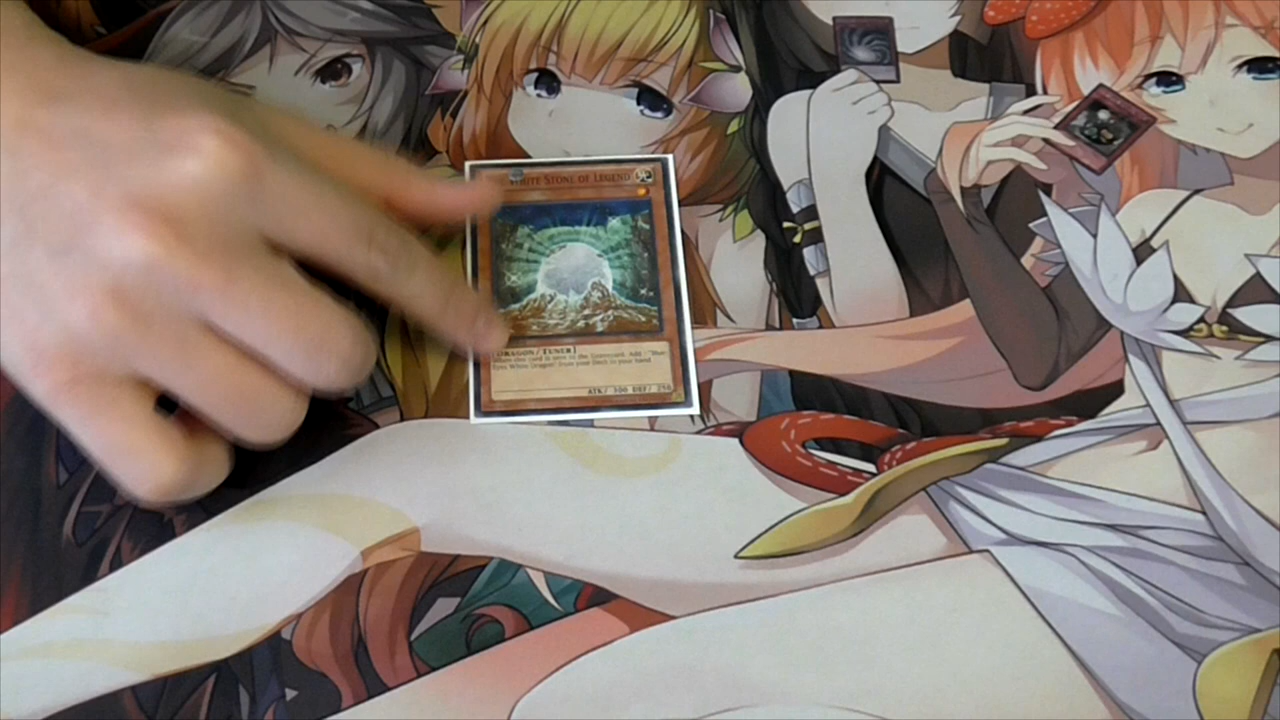 White Stone of Legend
[Dragon / Tuner]
When this card is sent to the Graveyard: Add 1 "Blue-
Eyes White Dragon" from your Deck to your hand.
ATK/ 300 DEF/ 250